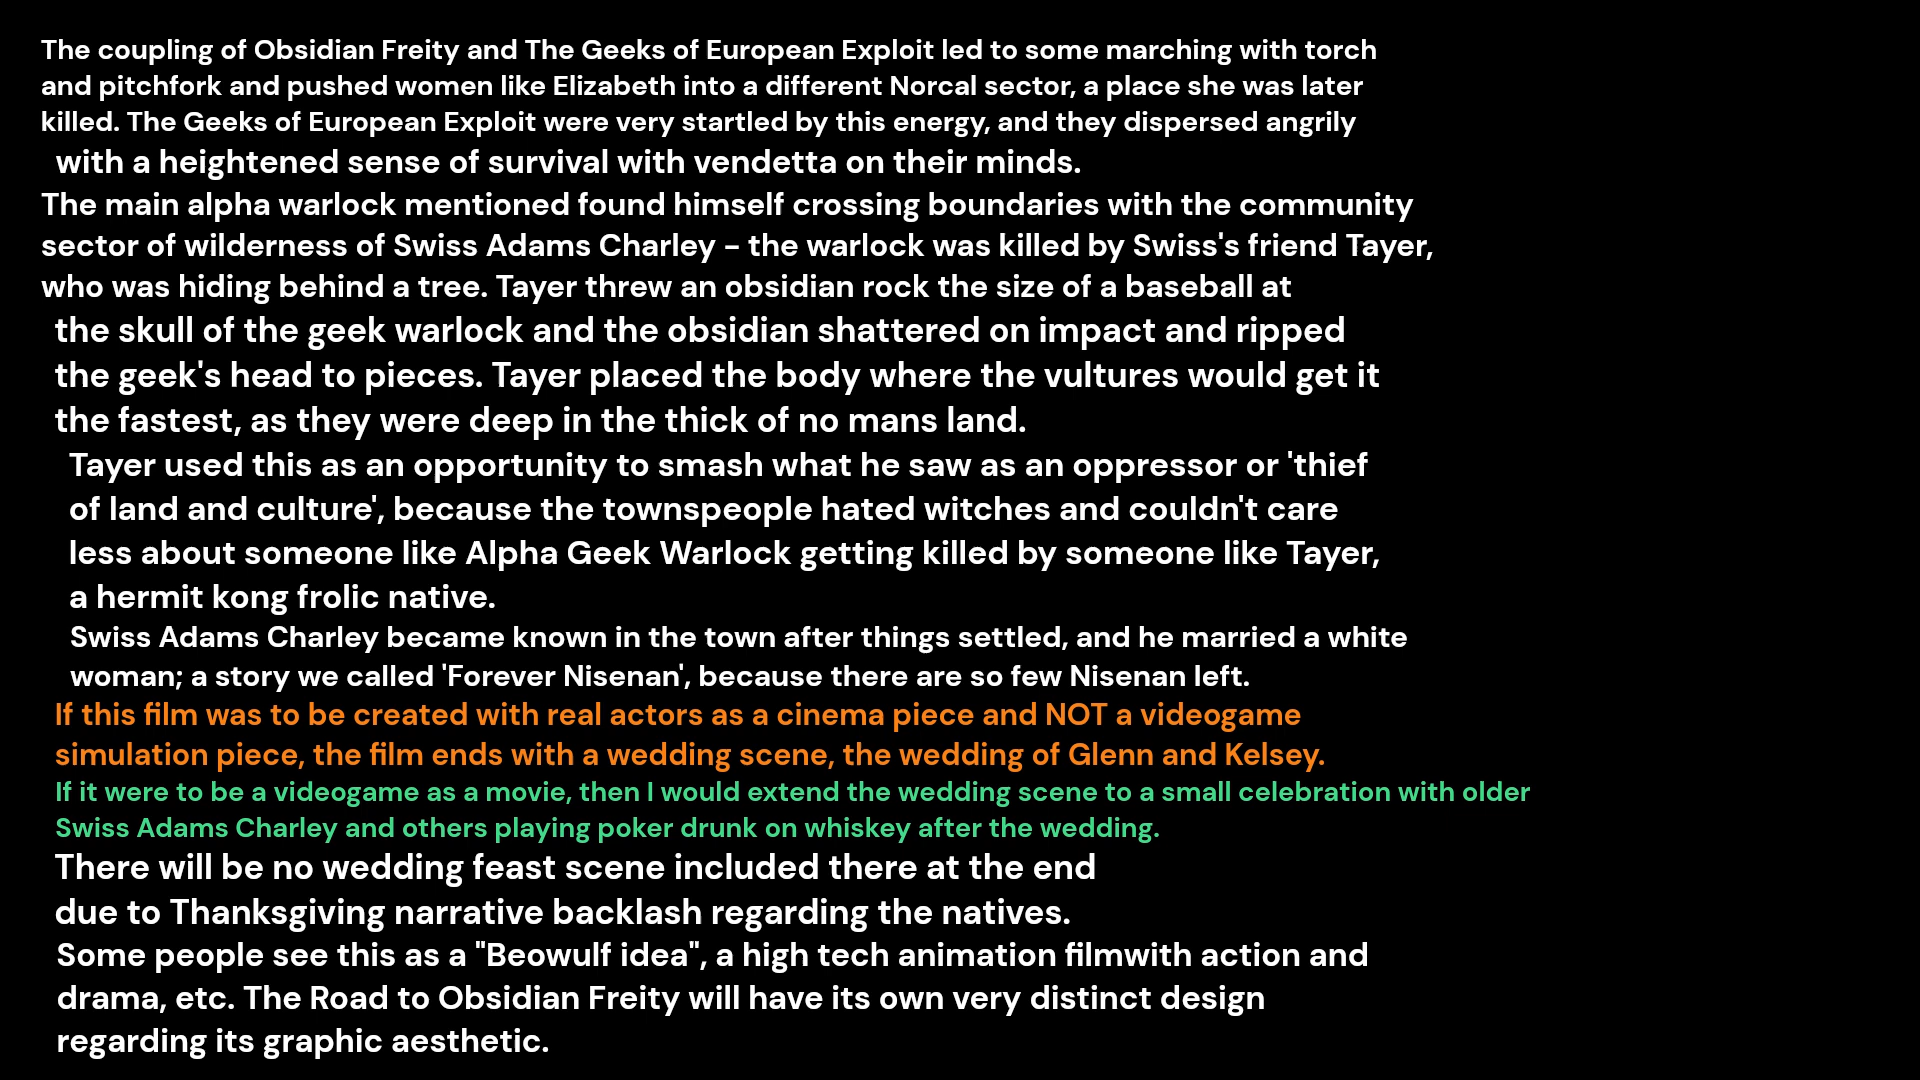 The coupling of Obsidian Freity and The Geeks of European Exploit led to some marching with torch
and pitchfork and pushed women like Elizabeth into a different Norcal sector, a place she was later
killed. The Geeks of European Exploit were very startled by this energy, and they dispersed angrily
with a heightened sense of survival with vendetta on their minds.
The main alpha warlock mentioned found himself crossing boundaries with the community
sector of wilderness of Swiss Adams Charley - the warlock was killed by Swiss's friend Tayer,
who was hiding behind a tree. Tayer threw an obsidian rock the size of a baseball at
the skull of the geek warlock and the obsidian shattered on impact and ripped
the geek's head to pieces. Tayer placed the body where the vultures would get it
the fastest, as they were deep in the thick of no mans land.
Tayer used this as an opportunity to smash what he saw as an oppressor or 'thief
of land and culture', because the townspeople hated witches and couldn't care
less about someone like Alpha Geek Warlock getting killed by someone like Tayer,
a hermit kong frolic native.
Swiss Adams Charley became known in the town after things settled, and he married a white
woman; a story we called 'Forever Nisenan', because there are so few Nisenan left.
If this film was to be created with real actors as a cinema piece and NOT a videogame
simulation piece, the film ends with a wedding scene, the wedding of Glenn and Kelsey.
If it were to be a videogame as a movie, then I would extend the wedding scene to a small celebration with older
Swiss Adams Charley and others playing poker drunk on whiskey after the wedding.
There will be no wedding feast scene included there at the end
due to Thanksgiving narrative backlash regarding the natives.
Some people see this as a "Beowulf idea", a high tech animation filmwith action and
drama, etc. The Road to Obsidian Freity will have its own very distinct design
regarding its graphic aesthetic.